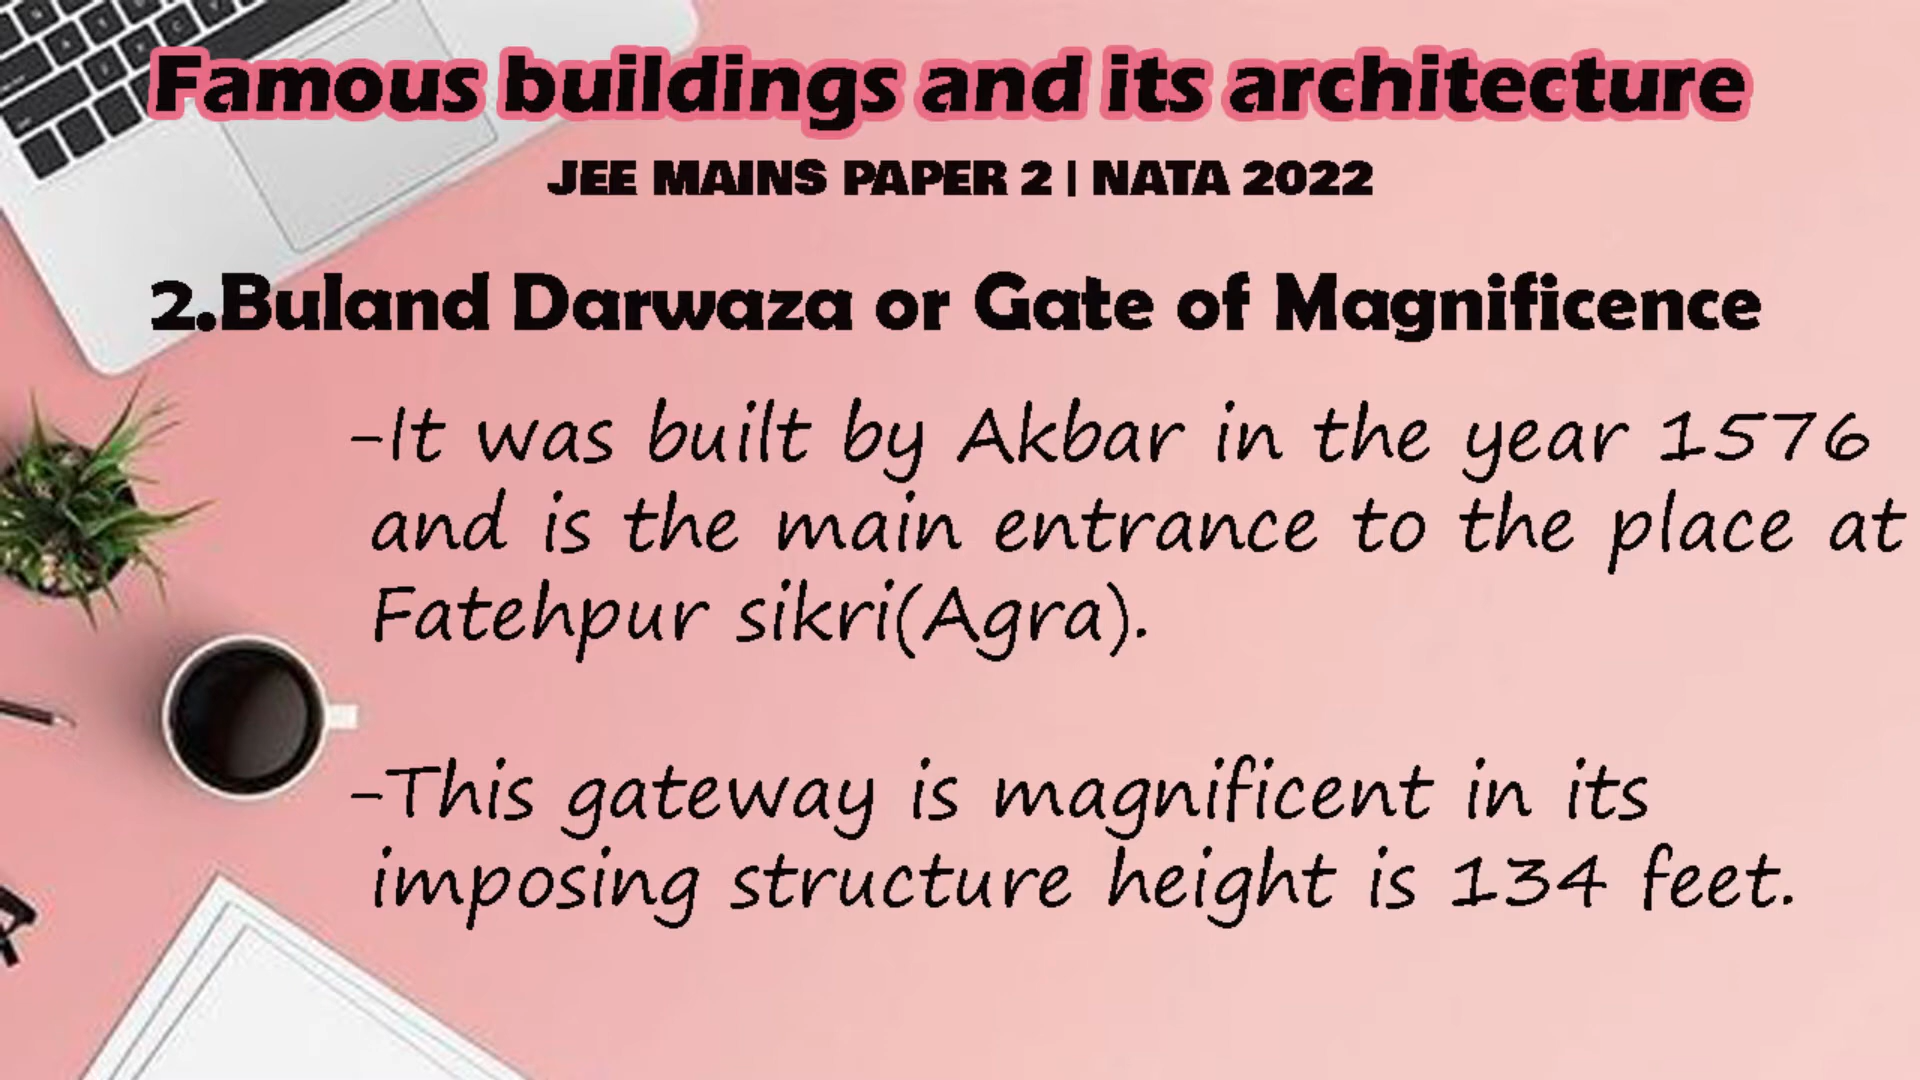 Famous buildings and its architecture
JEE MAINS PAPER 2 | NATA 2022
2.Buland Darwaza or Gate of Magnificence
-It was built by Akbar in the year 1576
and is the main entrance to the place at
Fatehpur sikri(Agra).
-This gateway is magnificent in its
imposing structure height is 134 feet.